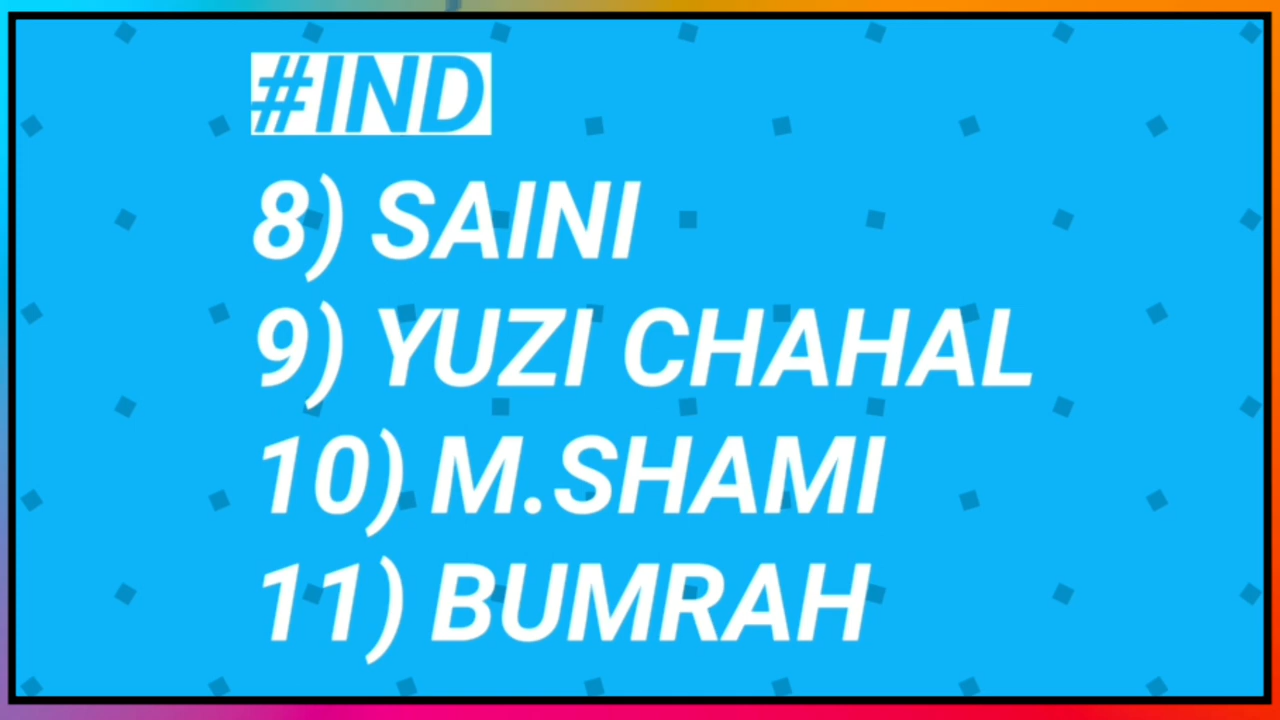 #IND
8) SAINI
9) YUZI CHAHAL
10) M.SHAMI
11) BUMRAH